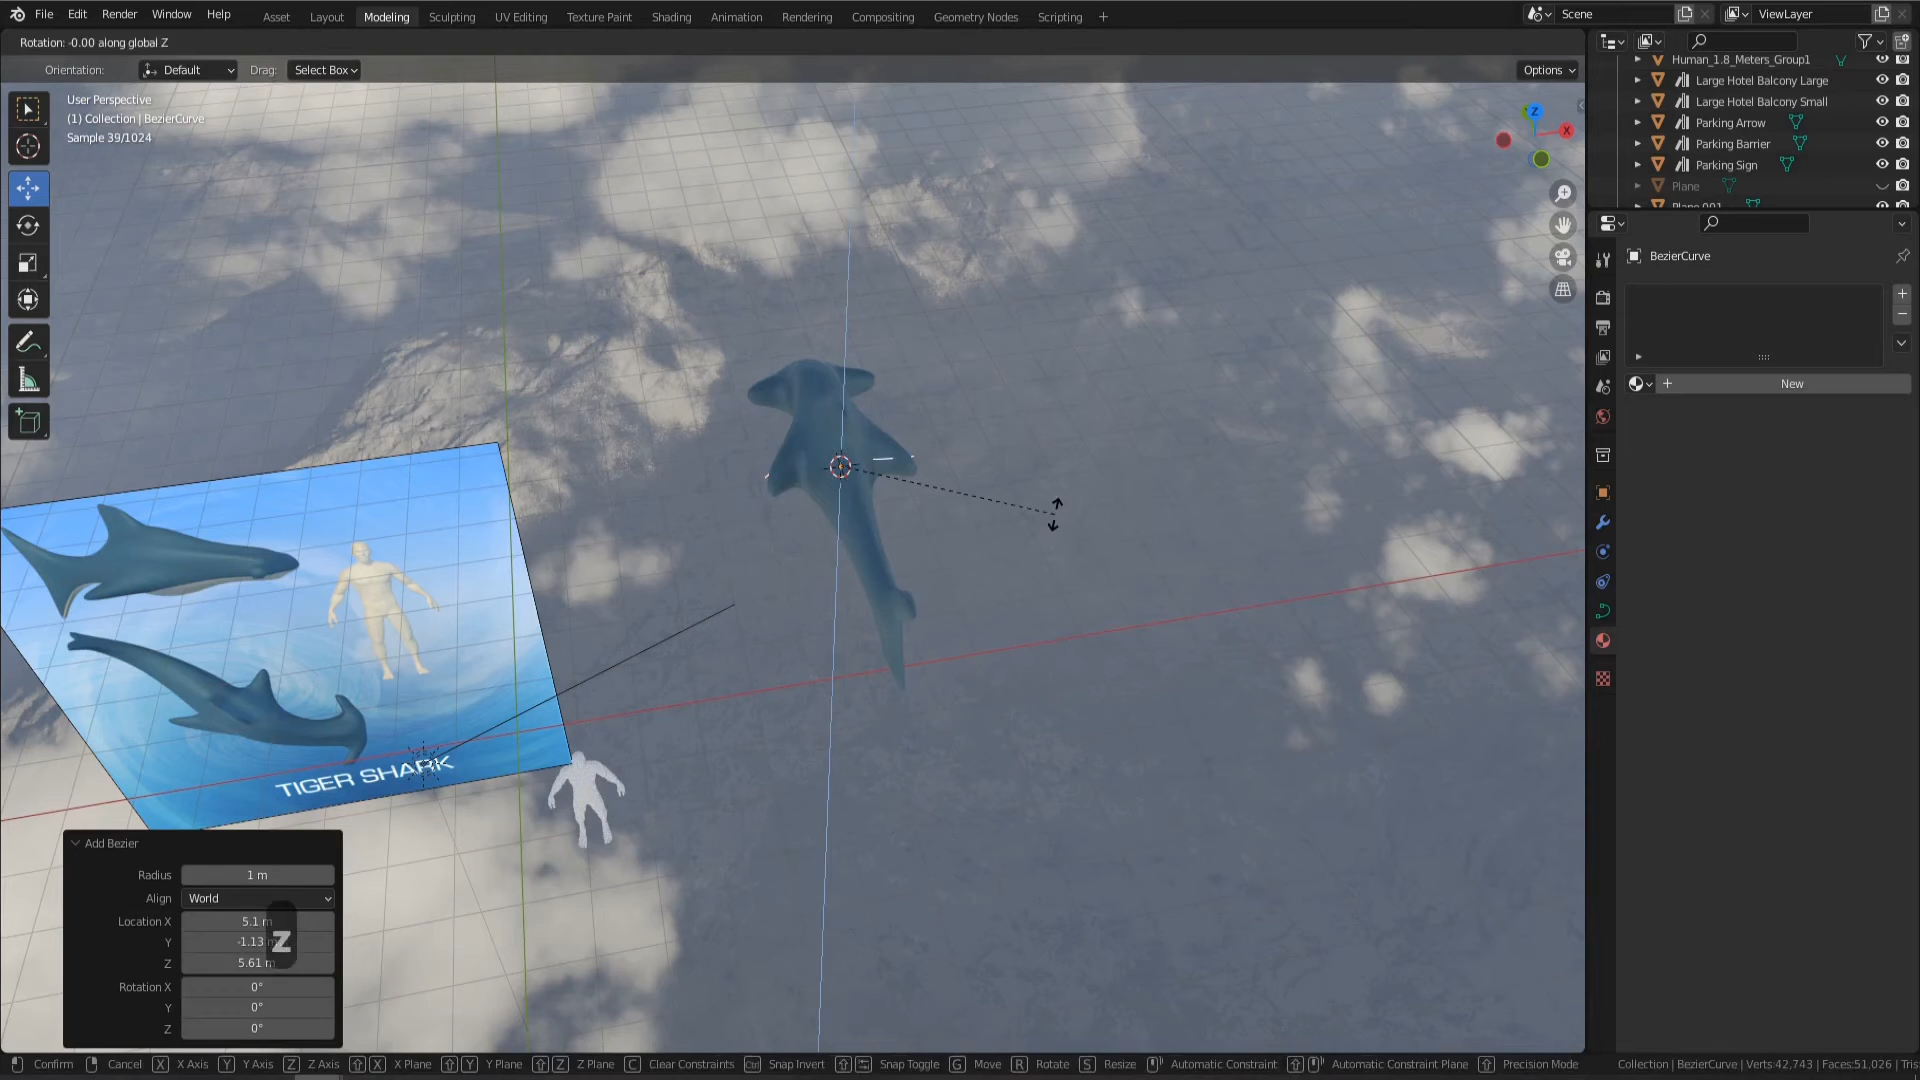 File Edit Render Window Help Asset Layout Modeling Sculpting UV Editing Texture Paint Shading Animation Rendering Compositing Geometry Nodes Scripting + Scene ViewLayer
Rotation: -0.00 along global Z
Orientation: Default Drag: Select Box Options
User Perspective
(1) Collection | BezierCurve
Sample 39/1024
Z
X
Human_1.8_Meters_Group1
Large Hotel Balcony Large
Large Hotel Balcony Small
Parking Arrow
Parking Barrier
Parking Sign
Plane
Plane.001
BezierCurve
New
TIGER SHARK
Add Bezier
Radius 1 m
Align World
Location X 5.1 m
Y -1.13
Z 5.61 m
Z
Rotation X 0°
Y 0°
Z 0°
Confirm Cancel X X Axis Y Y Axis Z Z Axis X X Plane Y Y Plane Z Z Plane C Clear Constraints Ctrl Snap Invert Snap Toggle G Move R Rotate S Resize Automatic Constraint Automatic Constraint Plane Precision Mode Collection | BezierCurve | Verts:42,743 | Faces:51,026 | Tris